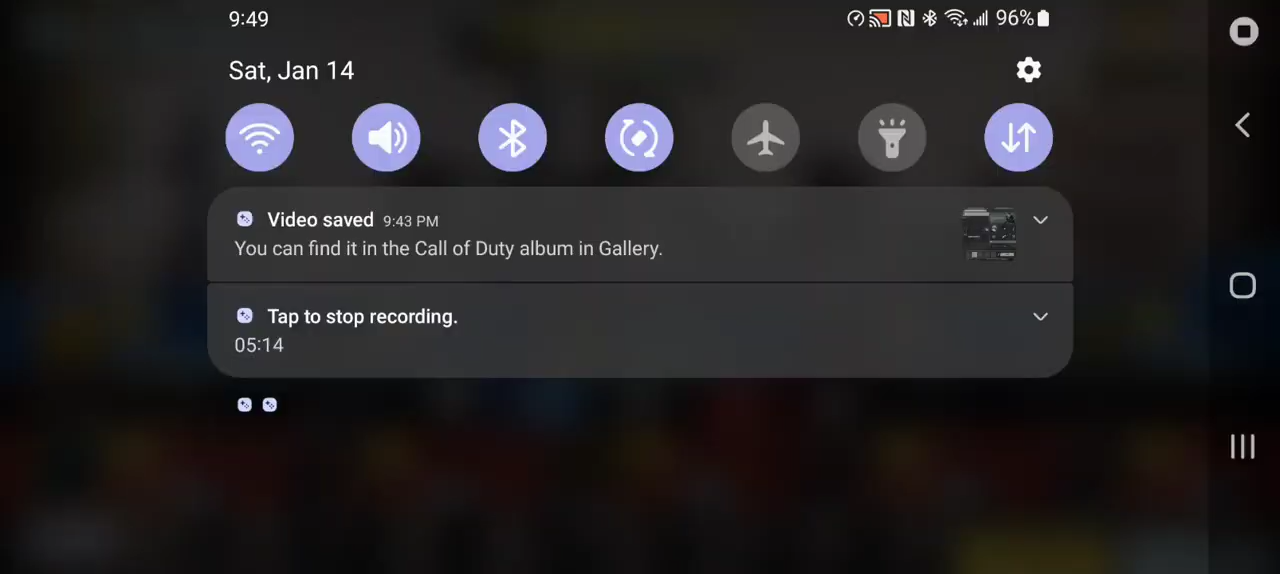 9:49
96%
Sat, Jan 14
Video saved 9:43 PM
You can find it in the Call of Duty album in Gallery.
Tap to stop recording.
05:14